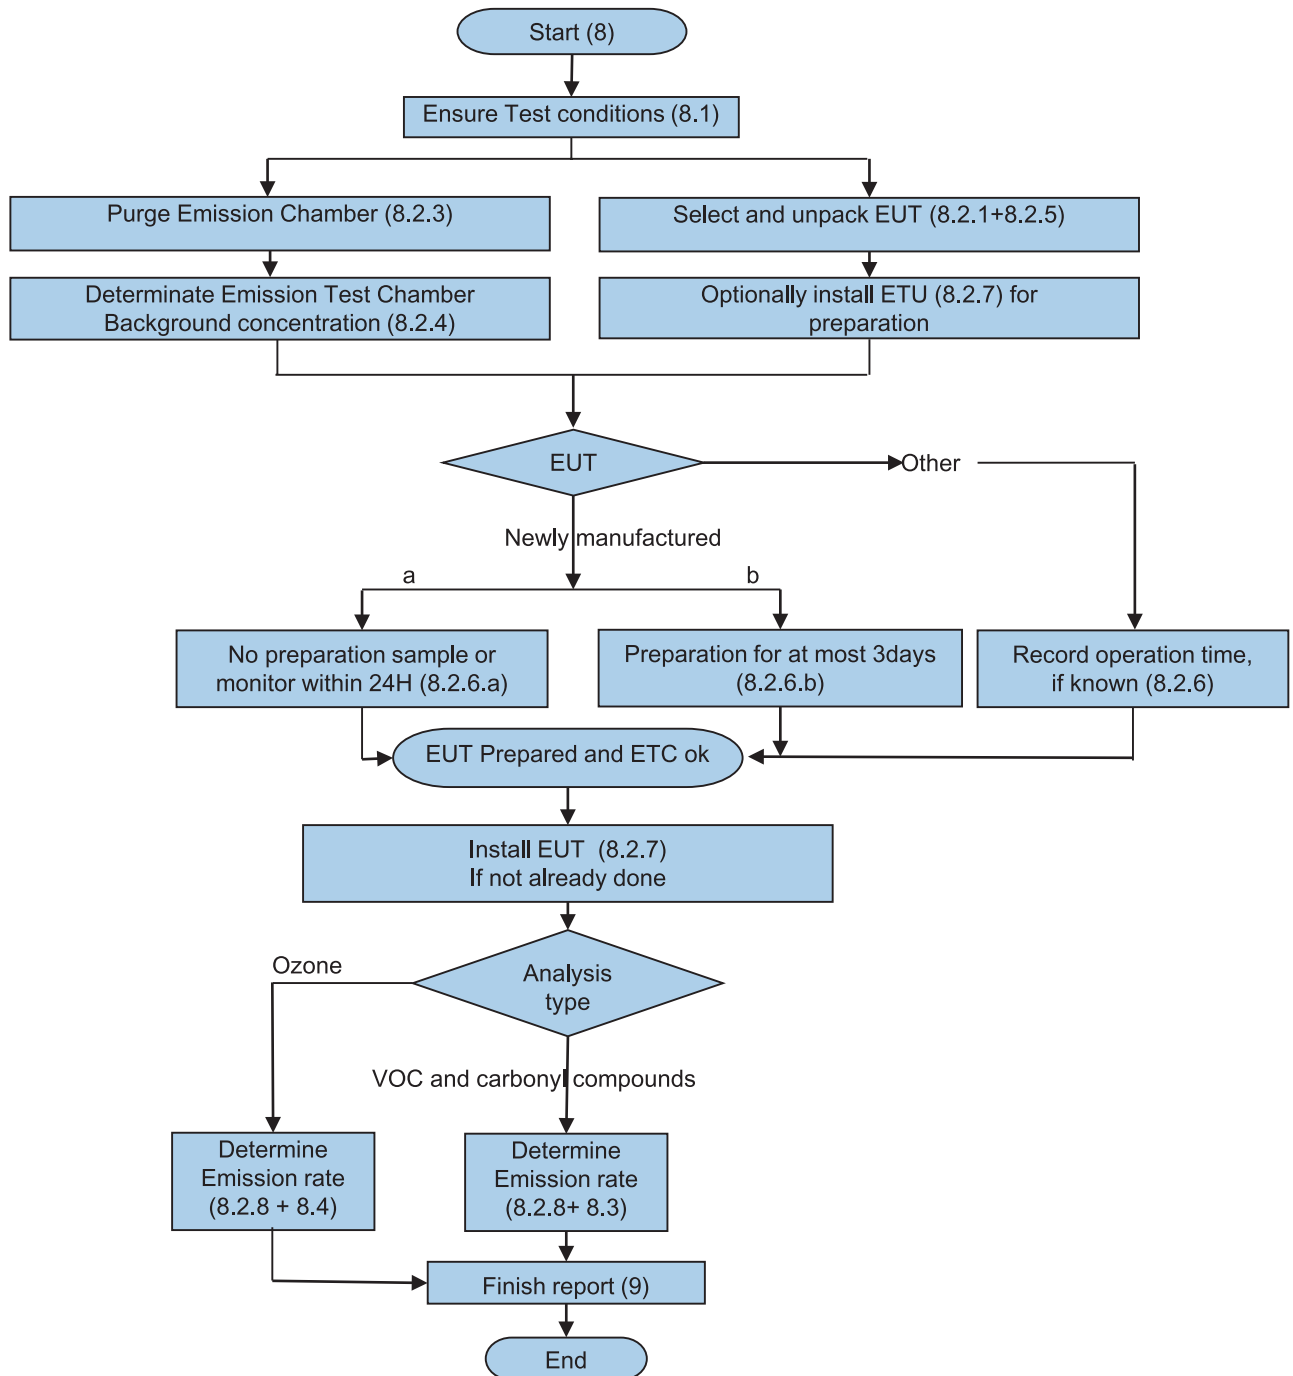 Start (8)
Ensure Test conditions (8.1)
Purge Emission Chamber (8.2.3)
Select and unpack EUT (8.2.1+8.2.5)
Determinate Emission Test Chamber
Background concentration (8.2.4)
Optionally install ETU (8.2.7) for
preparation
EUT
Other
Newly manufactured
a
b
No preparation sample or
monitor within 24H (8.2.6.a)
Preparation for at most 3days
(8.2.6.b)
Record operation time,
if known (8.2.6)
EUT Prepared and ETC ok
Install EUT (8.2.7)
If not already done
Ozone
Analysis
type
VOC and carbonyl compounds
Determine
Emission rate
(8.2.8 + 8.4)
Determine
Emission rate
(8.2.8+ 8.3)
Finish report (9)
End